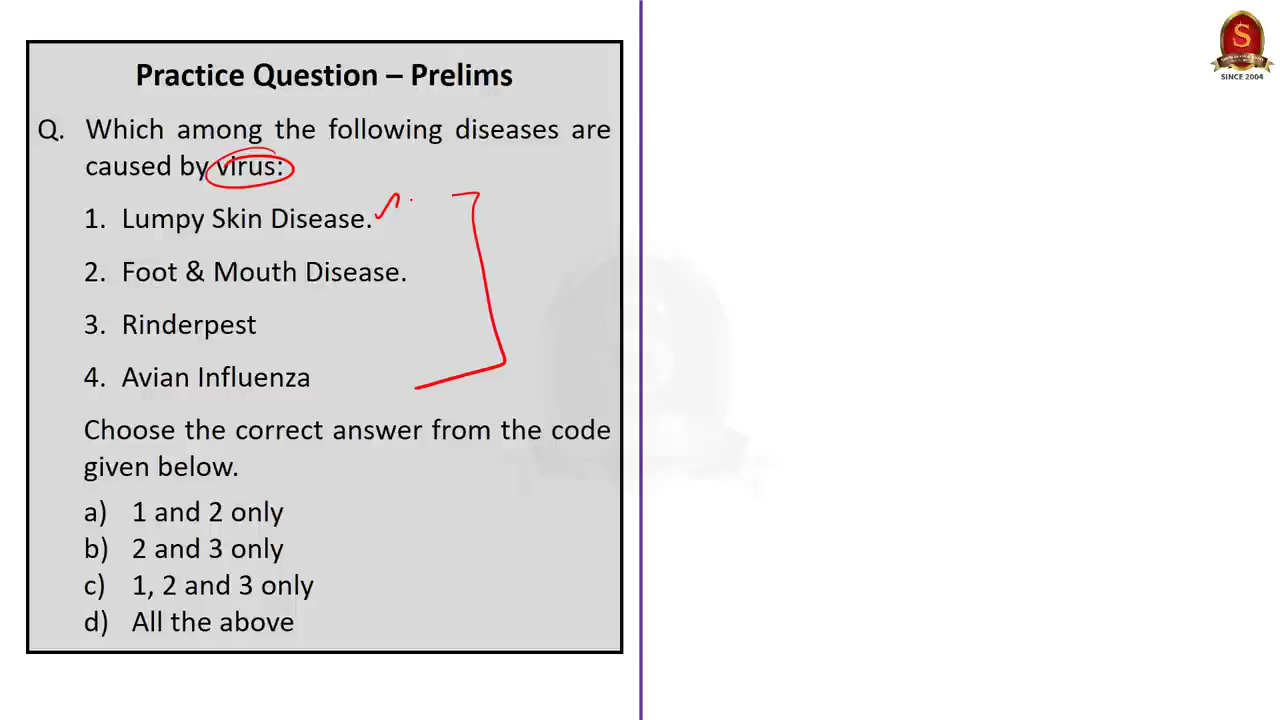 Practice Question – Prelims
Q. Which among the following diseases are
caused by virus:
1. Lumpy Skin Disease.
2. Foot & Mouth Disease.
3. Rinderpest
4. Avian Influenza
Choose the correct answer from the code
given below.
a) 1 and 2 only
b) 2 and 3 only
c) 1, 2 and 3 only
d) All the above
S
SINCE 2004